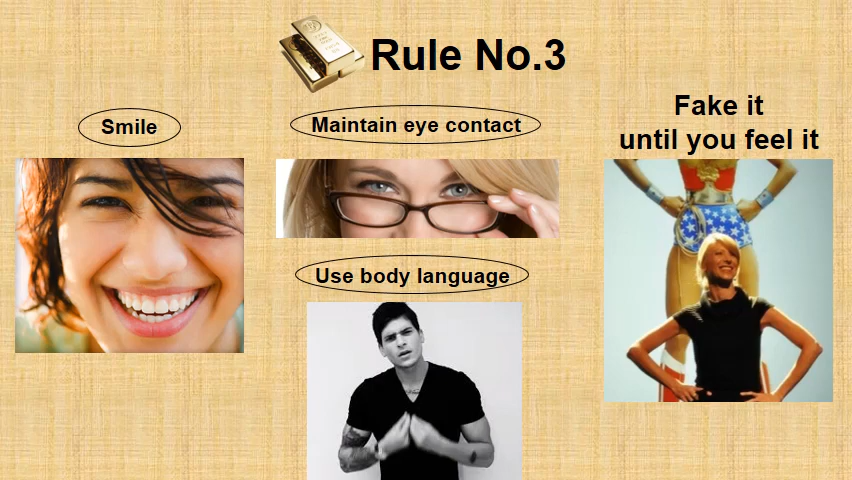 Rule No.3
Smile
Maintain eye contact
Fake it
until you feel it
Use body language